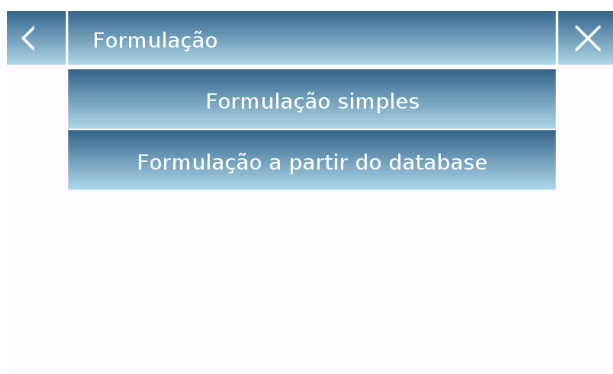 Formulação
Formulação simples
Formulação a partir do database